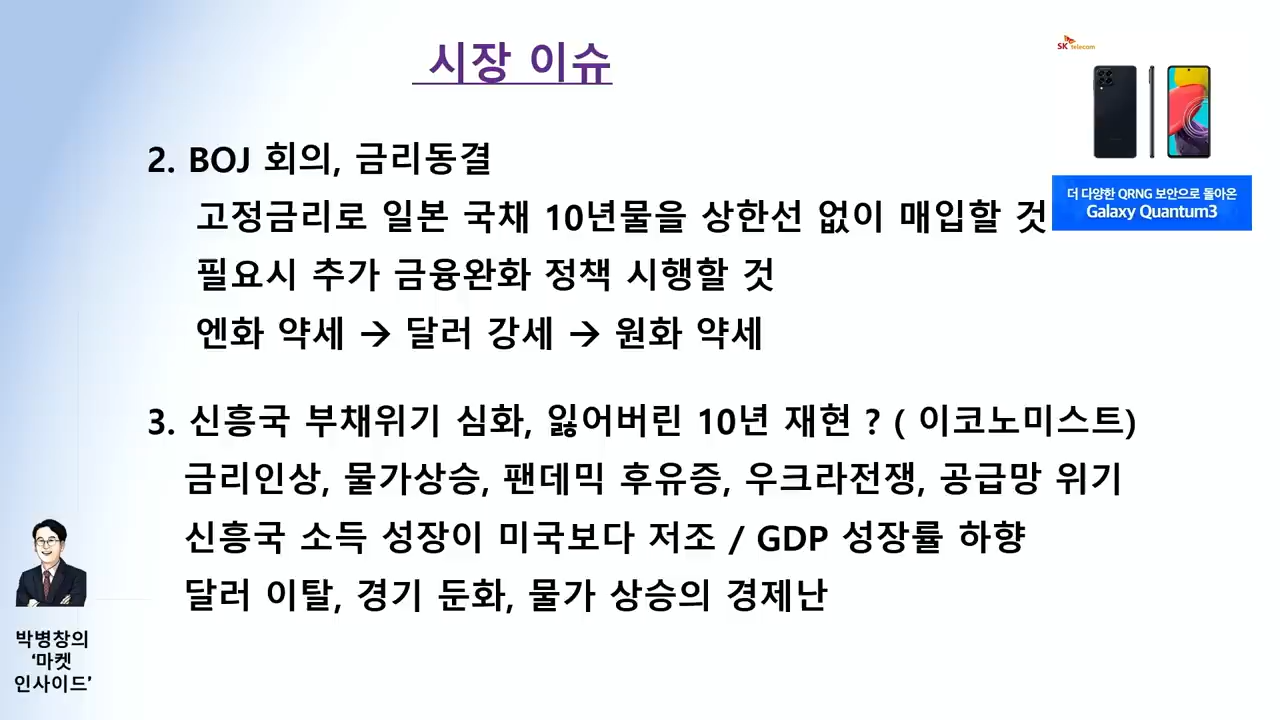 시장 이슈
SK telecom
2. BOJ 회의, 금리동결
고정금리로 일본 국채 10년물을 상한선 없이 매입할 것
더 다양한 QRNG 보안으로 돌아온
Galaxy Quantum3
필요시 추가 금융완화 정책 시행할 것
엔화 약세 → 달러 강세 → 원화 약세
3. 신흥국 부채위기 심화, 잃어버린 10년 재현 ? ( 이코노미스트)
금리인상, 물가상승, 팬데믹 후유증, 우크라전쟁, 공급망 위기
신흥국 소득 성장이 미국보다 저조 / GDP 성장률 하향
달러 이탈, 경기 둔화, 물가 상승의 경제난
박병창의
‘마켓
인사이드’